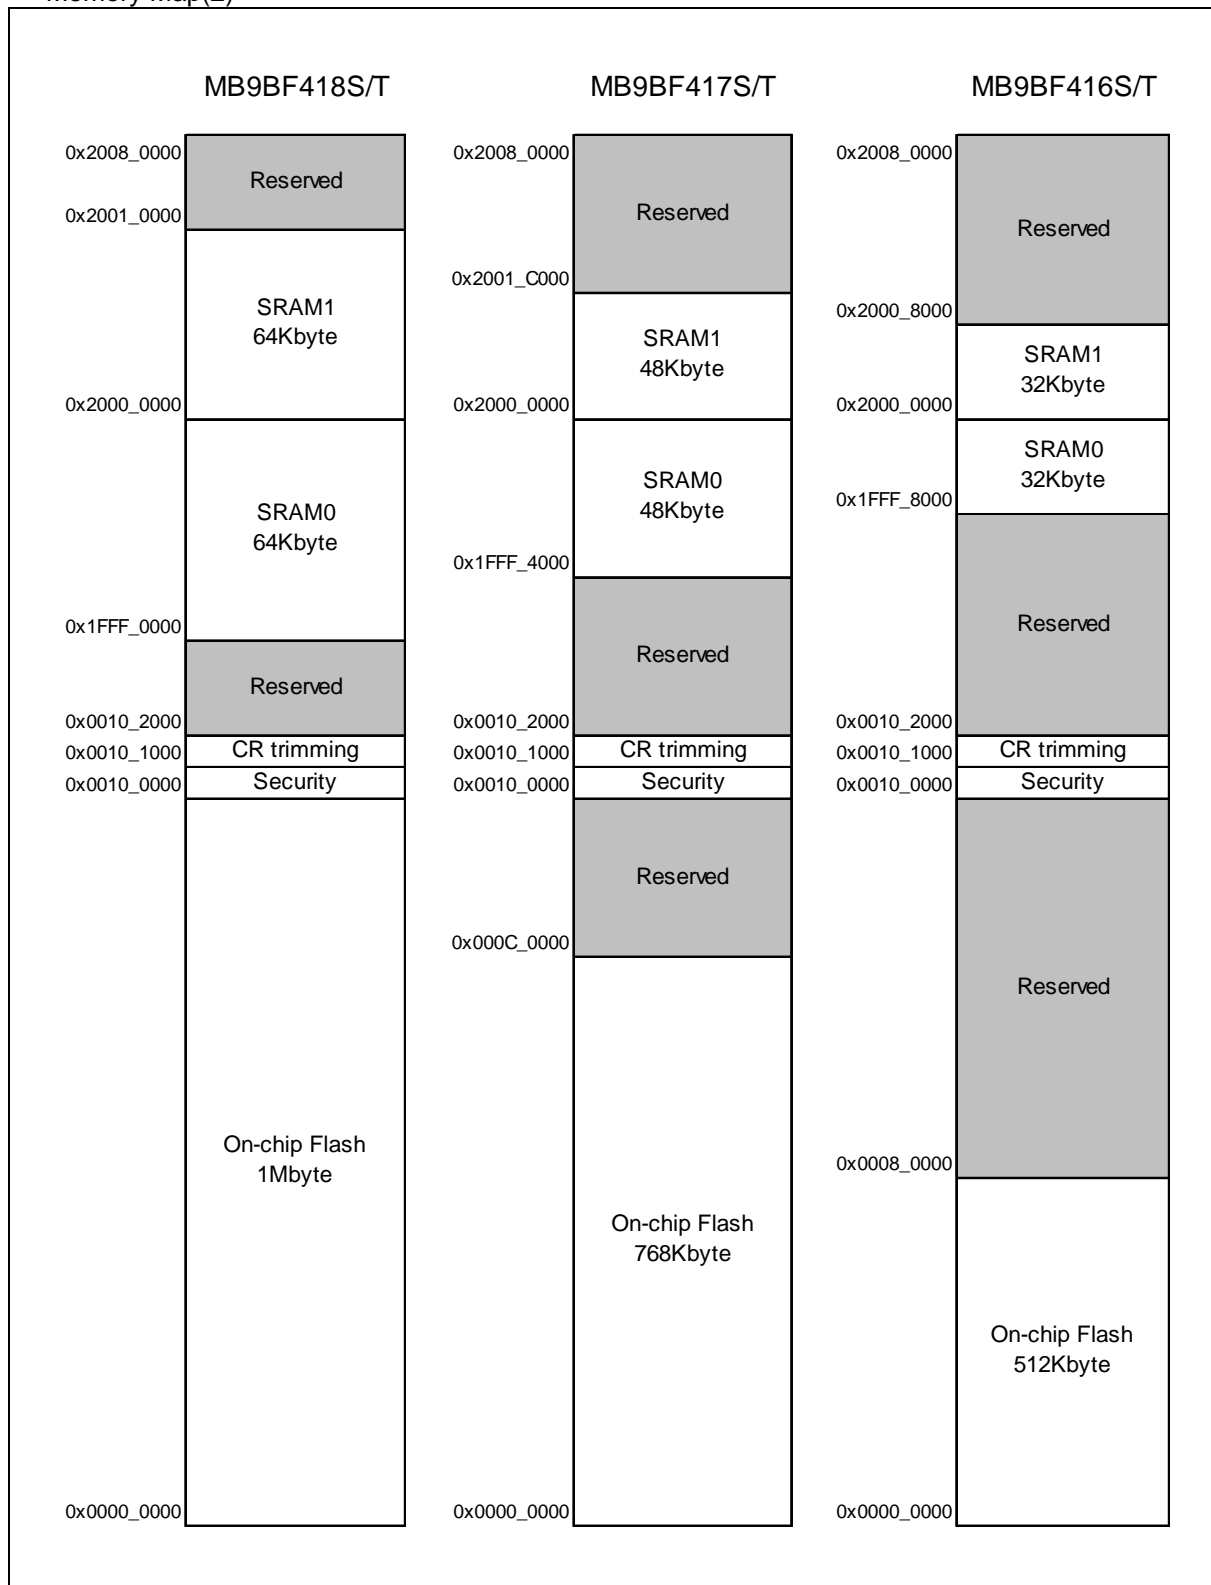 Memory Map(2)
MB9BF418S/T
0x2008_0000
Reserved
0x2001_0000
SRAM1
64Kbyte
0x2000_0000
SRAM0
64Kbyte
0x1FFF_0000
Reserved
0x0010_2000
CR trimming
0x0010_1000
Security
0x0010_0000
On-chip Flash
1Mbyte
0x0000_0000
MB9BF417S/T
0x2008_0000
Reserved
0x2001_C000
SRAM1
48Kbyte
0x2000_0000
SRAM0
48Kbyte
0x1FFF_4000
Reserved
0x0010_2000
CR trimming
0x0010_1000
Security
0x0010_0000
Reserved
0x000C_0000
On-chip Flash
768Kbyte
0x0000_0000
MB9BF416S/T
0x2008_0000
Reserved
0x2000_8000
SRAM1
32Kbyte
0x2000_0000
SRAM0
32Kbyte
0x1FFF_8000
Reserved
0x0010_2000
CR trimming
0x0010_1000
Security
0x0010_0000
Reserved
0x0008_0000
On-chip Flash
512Kbyte
0x0000_0000